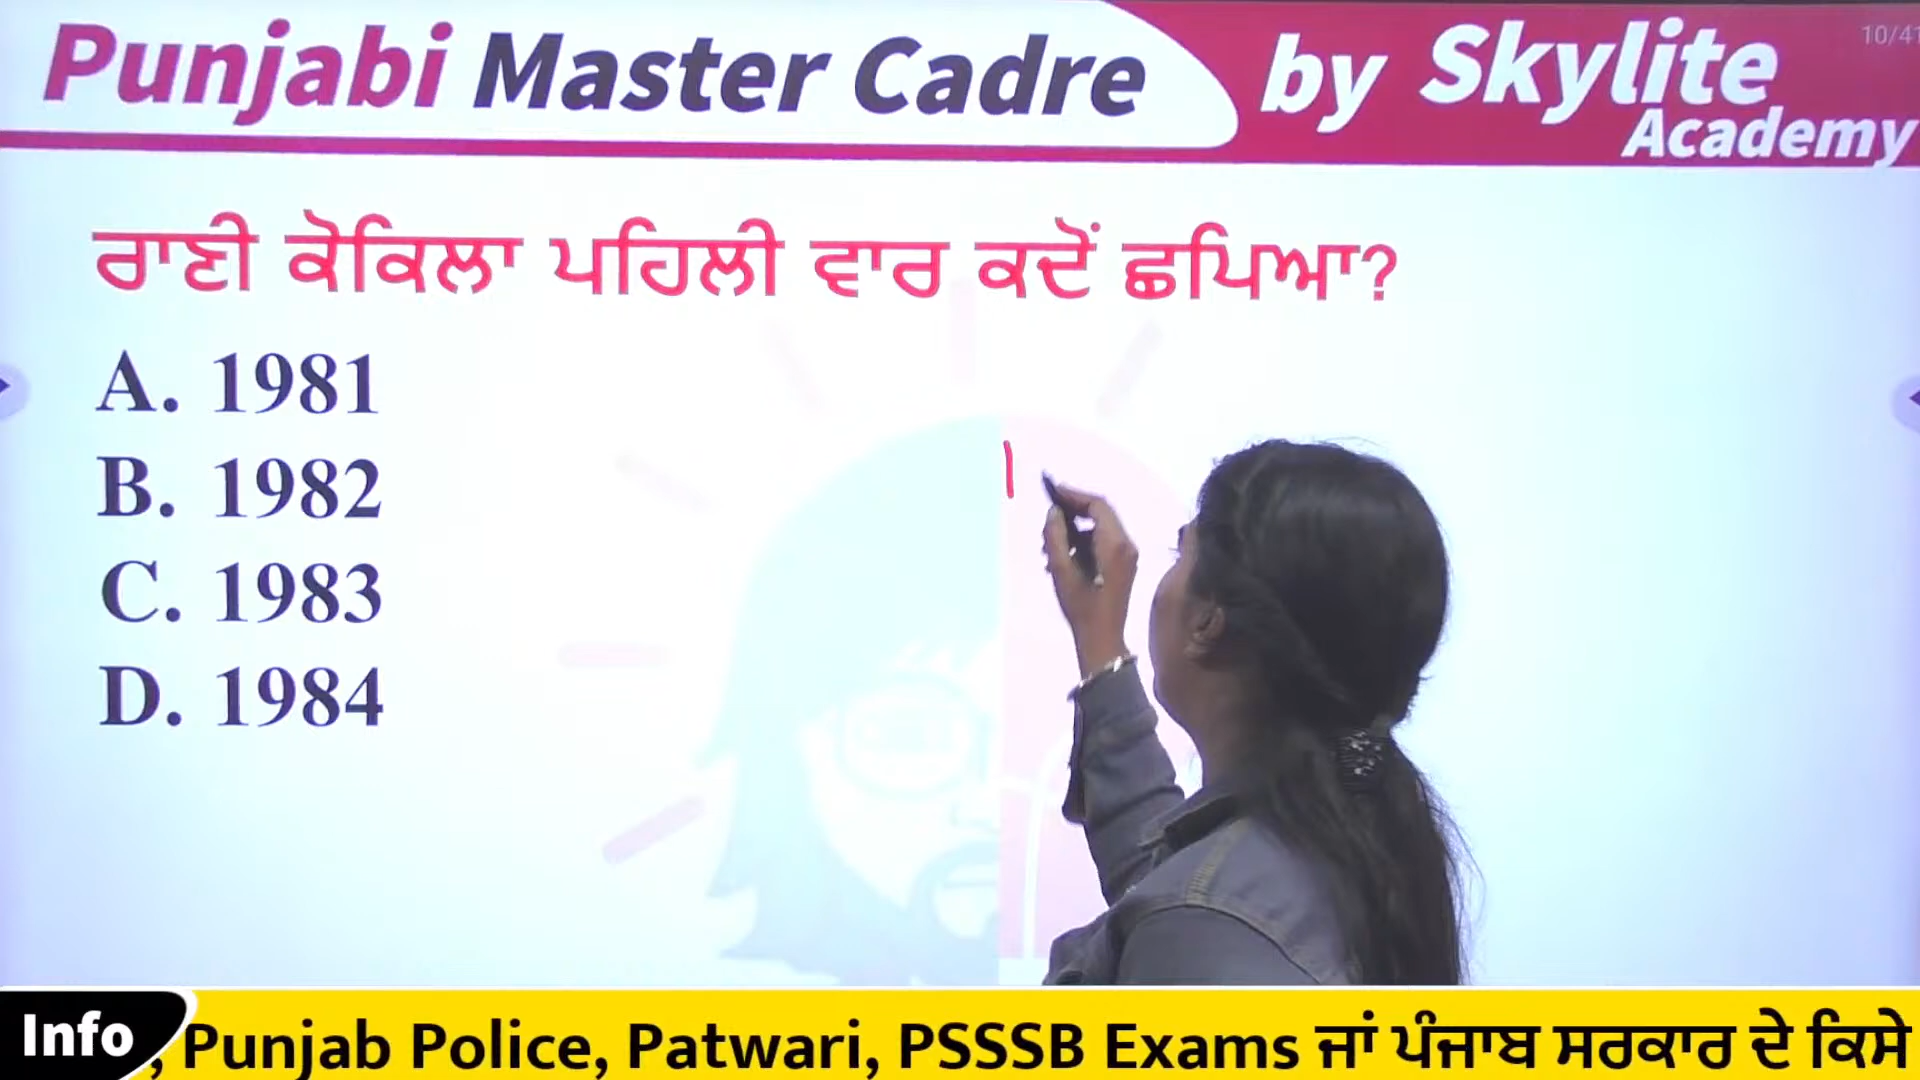 Punjabi Master Cadre by Skylite Academy
10/41
ਰਾਣੀ ਕੋਕਿਲਾ ਪਹਿਲੀ ਵਾਰ ਕਦੋਂ ਛਪਿਆ?
A. 1981
B. 1982
C. 1983
D. 1984
Info , Punjab Police, Patwari, PSSSB Exams ਜਾਂ ਪੰਜਾਬ ਸਰਕਾਰ ਦੇ ਕਿਸੇ